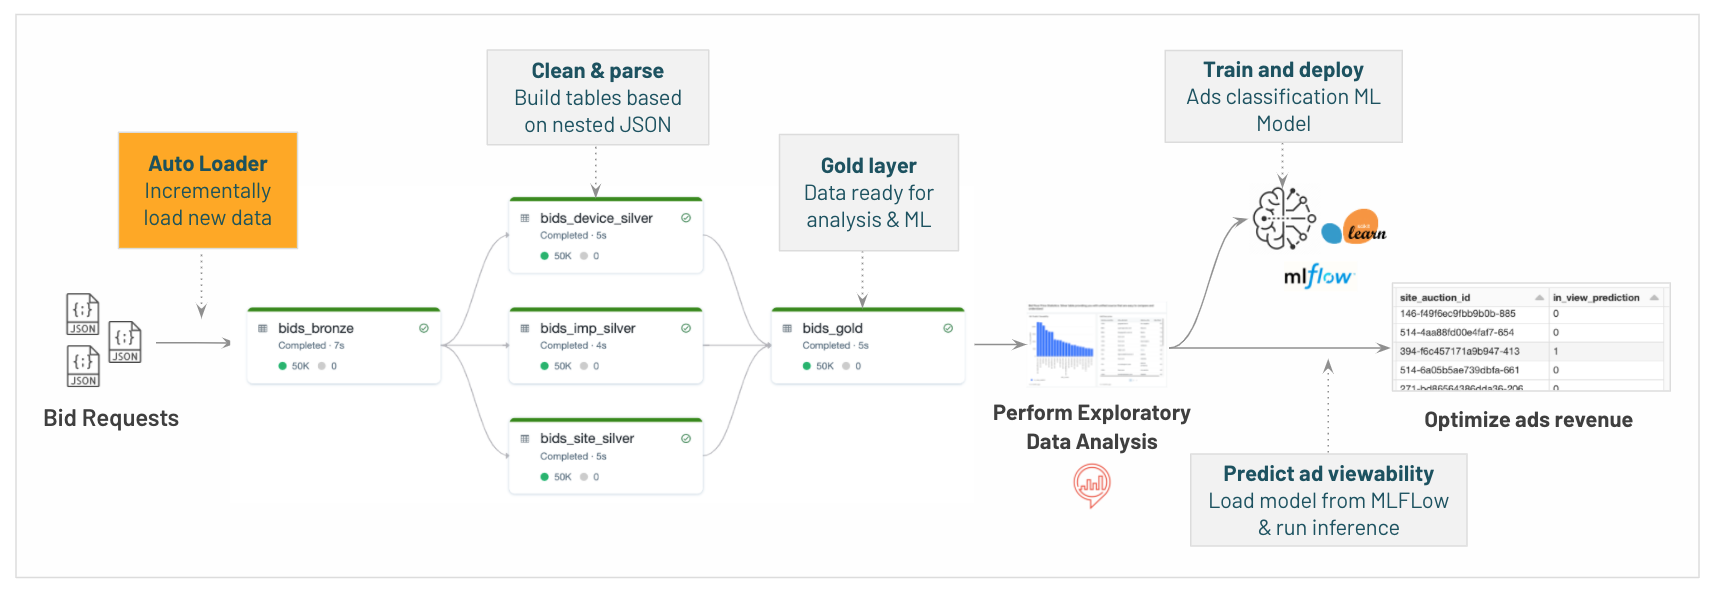 Auto Loader
Incrementally
load new data
{;}
JSON
{;}
JSON
{;}
JSON
Bid Requests
bids_bronze
Completed · 7s
50K 0
Clean & parse
Build tables based
on nested JSON
bids_device_silver
Completed · 5s
50K 0
bids_imp_silver
Completed · 4s
50K 0
bids_site_silver
Completed · 5s
50K 0
Gold layer
Data ready for
analysis & ML
bids_gold
Completed · 5s
50K 0
Perform Exploratory
Data Analysis
Train and deploy
Ads classification ML
Model
learn
mlflow
site_auction_id in_view_prediction
146-f49f6ec9fbb9b0b-885 0
514-4aa88fd00e4faf7-654 0
394-f6c457171a9b947-413 1
514-6a05b5ae739dbfa-661 0
271-bd86564386dda36-206 0
Optimize ads revenue
Predict ad viewability
Load model from MLFLow
& run inference